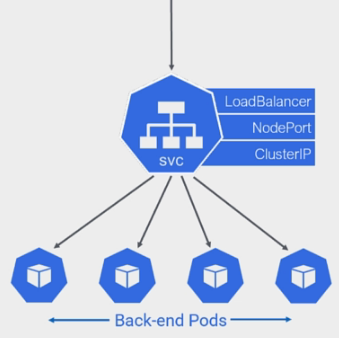 LoadBalancer
NodePort
ClusterIP
svc
Back-end Pods